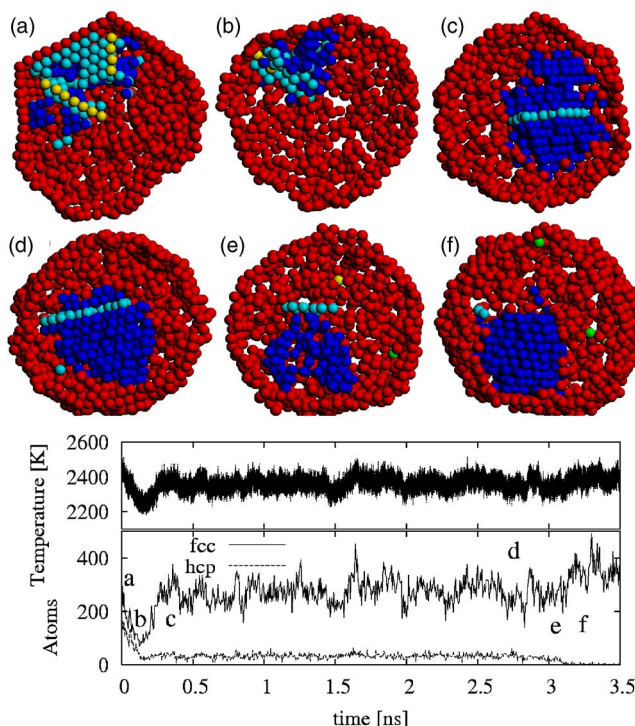 (a) (b) (c)
(d) (e) (f)
2600
2400
2200
Temperature [K]
fcc
hcp
400
200
0
Atoms
a
b
c
d
e
f
0 0.5 1 1.5 2 2.5 3 3.5
time [ns]